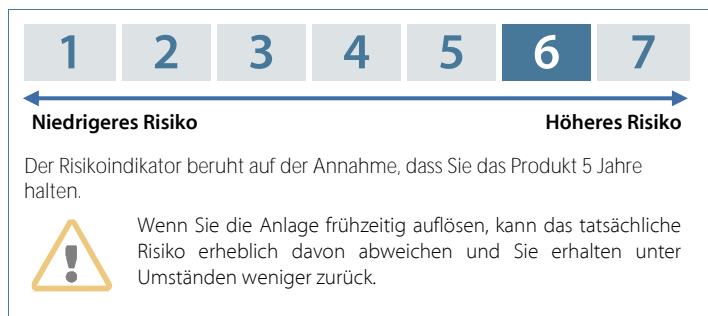 1 2 3 4 5 6 7
Niedrigeres Risiko Höheres Risiko
Der Risikoindikator beruht auf der Annahme, dass Sie das Produkt 5 Jahre
halten.
Wenn Sie die Anlage frühzeitig auflösen, kann das tatsächliche
Risiko erheblich davon abweichen und Sie erhalten unter
Umständen weniger zurück.